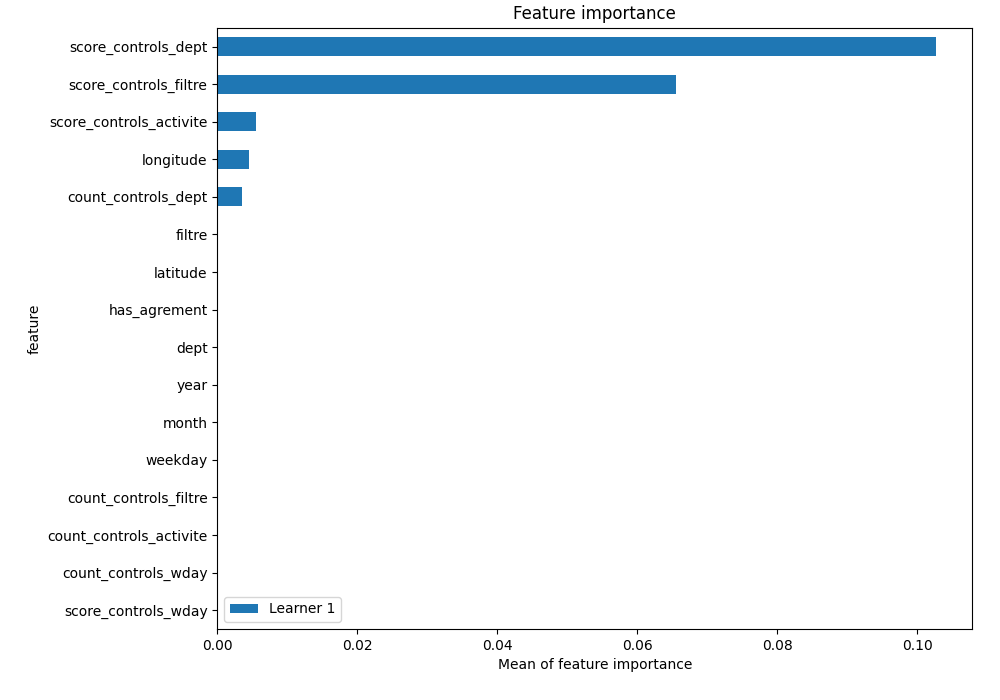 Feature importance
score_controls_dept
score_controls_filtre
score_controls_activite
longitude
count_controls_dept
filtre
latitude
has_agrement
dept
year
month
weekday
count_controls_filtre
count_controls_activite
count_controls_wday
score_controls_wday
feature
Learner 1
0.00 0.02 0.04 0.06 0.08 0.10
Mean of feature importance